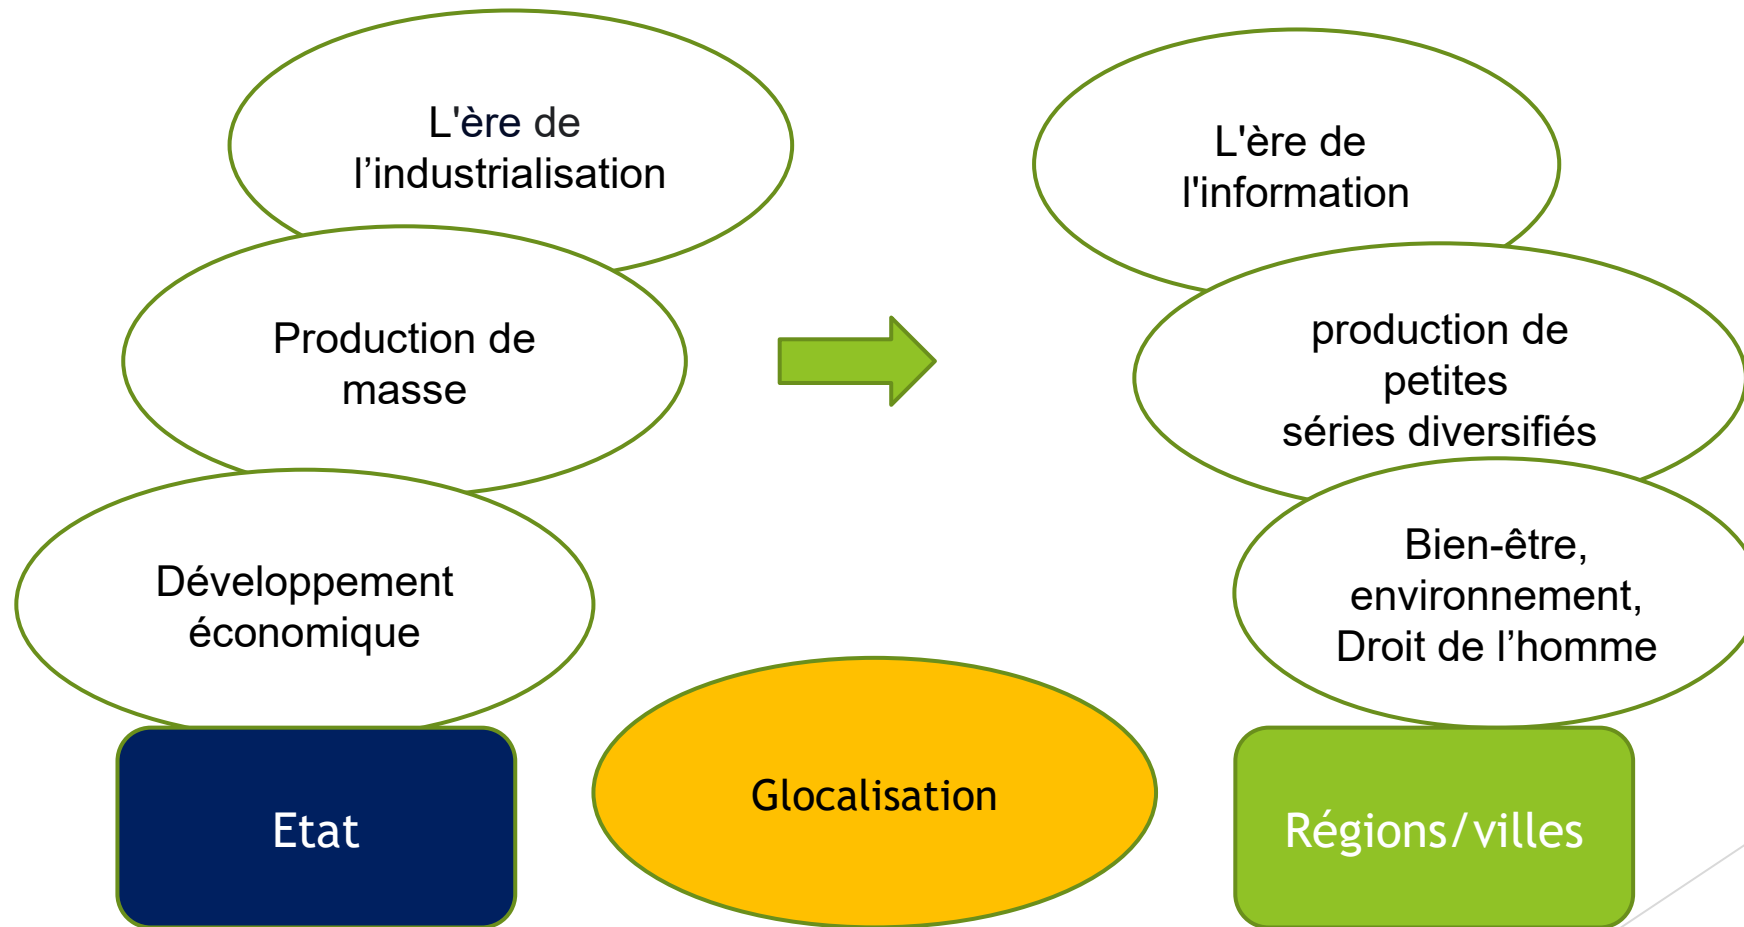 L'ère de
l’industrialisation
Production de
masse
Développement
économique
Etat
Glocalisation
L'ère de
l'information
production de
petites
séries diversifiés
Bien-être,
environnement,
Droit de l’homme
Régions/villes